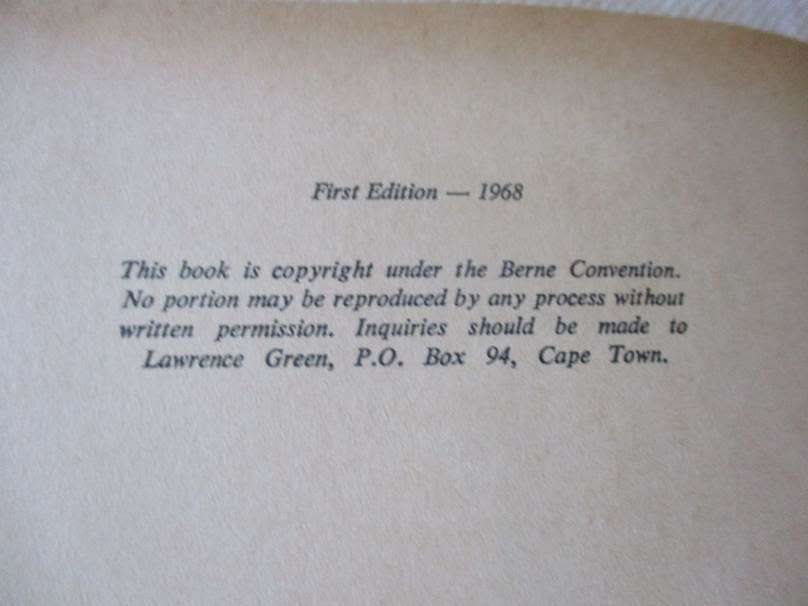 First Edition — 1968
This book is copyright under the Berne Convention.
No portion may be reproduced by any process without
written permission. Inquiries should be made to
Lawrence Green, P.O. Box 94, Cape Town.